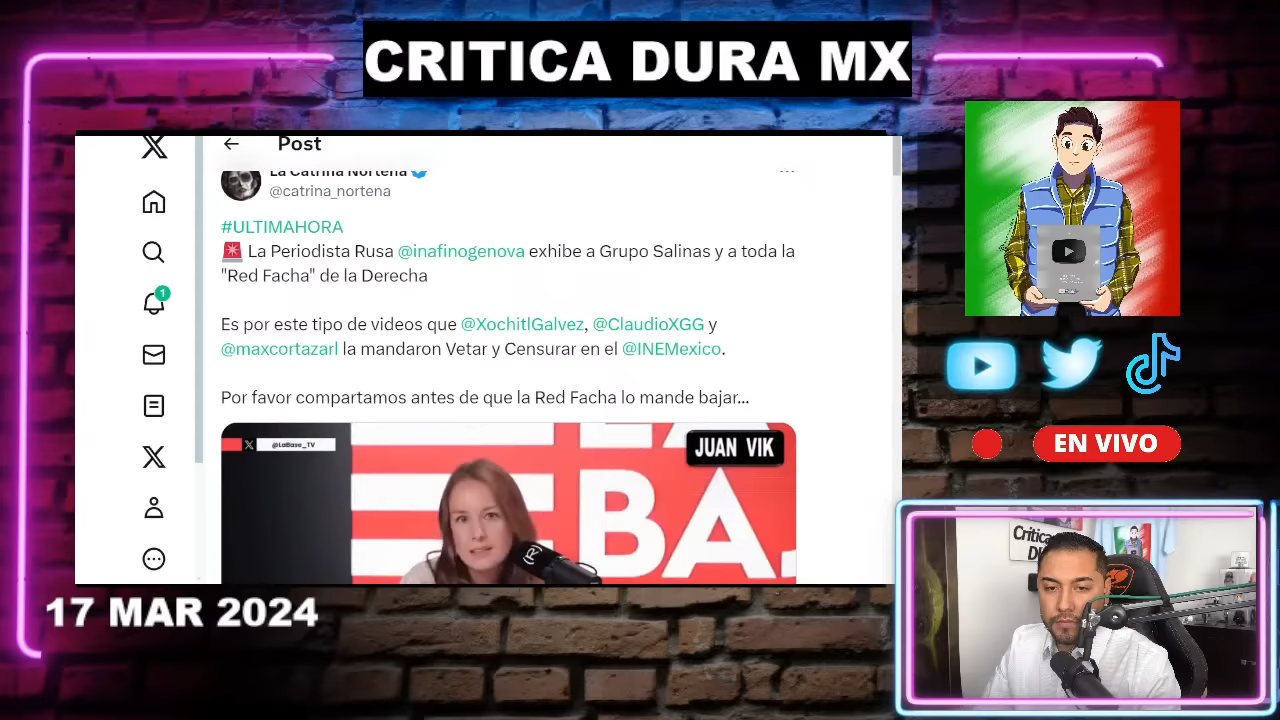 CRITICA DURA MX
Post
La Catrina Norteña
@catrina_nortena
#ULTIMAHORA
🚨 La Periodista Rusa @inafinogenova exhibe a Grupo Salinas y a toda la
"Red Facha" de la Derecha
Es por este tipo de videos que @XochitlGalvez, @ClaudioXGG y
@maxcortazarl la mandaron Vetar y Censurar en el @INEMexico.
Por favor compartamos antes de que la Red Facha lo mande bajar...
@LaBase_TV
JUAN VIK
BA.
1
EN VIVO
Crítica
17 MAR 2024